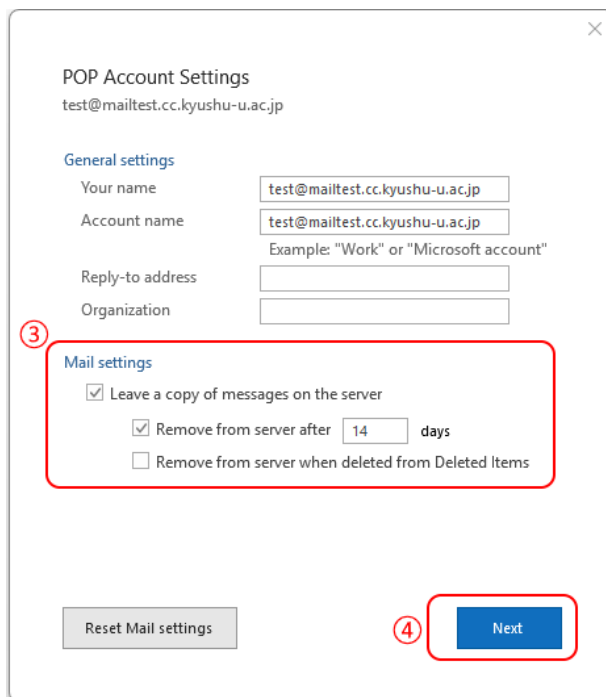 POP Account Settings
test@mailtest.cc.kyushu-u.ac.jp
General settings
Your name test@mailtest.cc.kyushu-u.ac.jp
Account name test@mailtest.cc.kyushu-u.ac.jp
Example: "Work" or "Microsoft account"
Reply-to address
Organization
③
Mail settings
Leave a copy of messages on the server
Remove from server after 14 days
Remove from server when deleted from Deleted Items
Reset Mail settings ④ Next